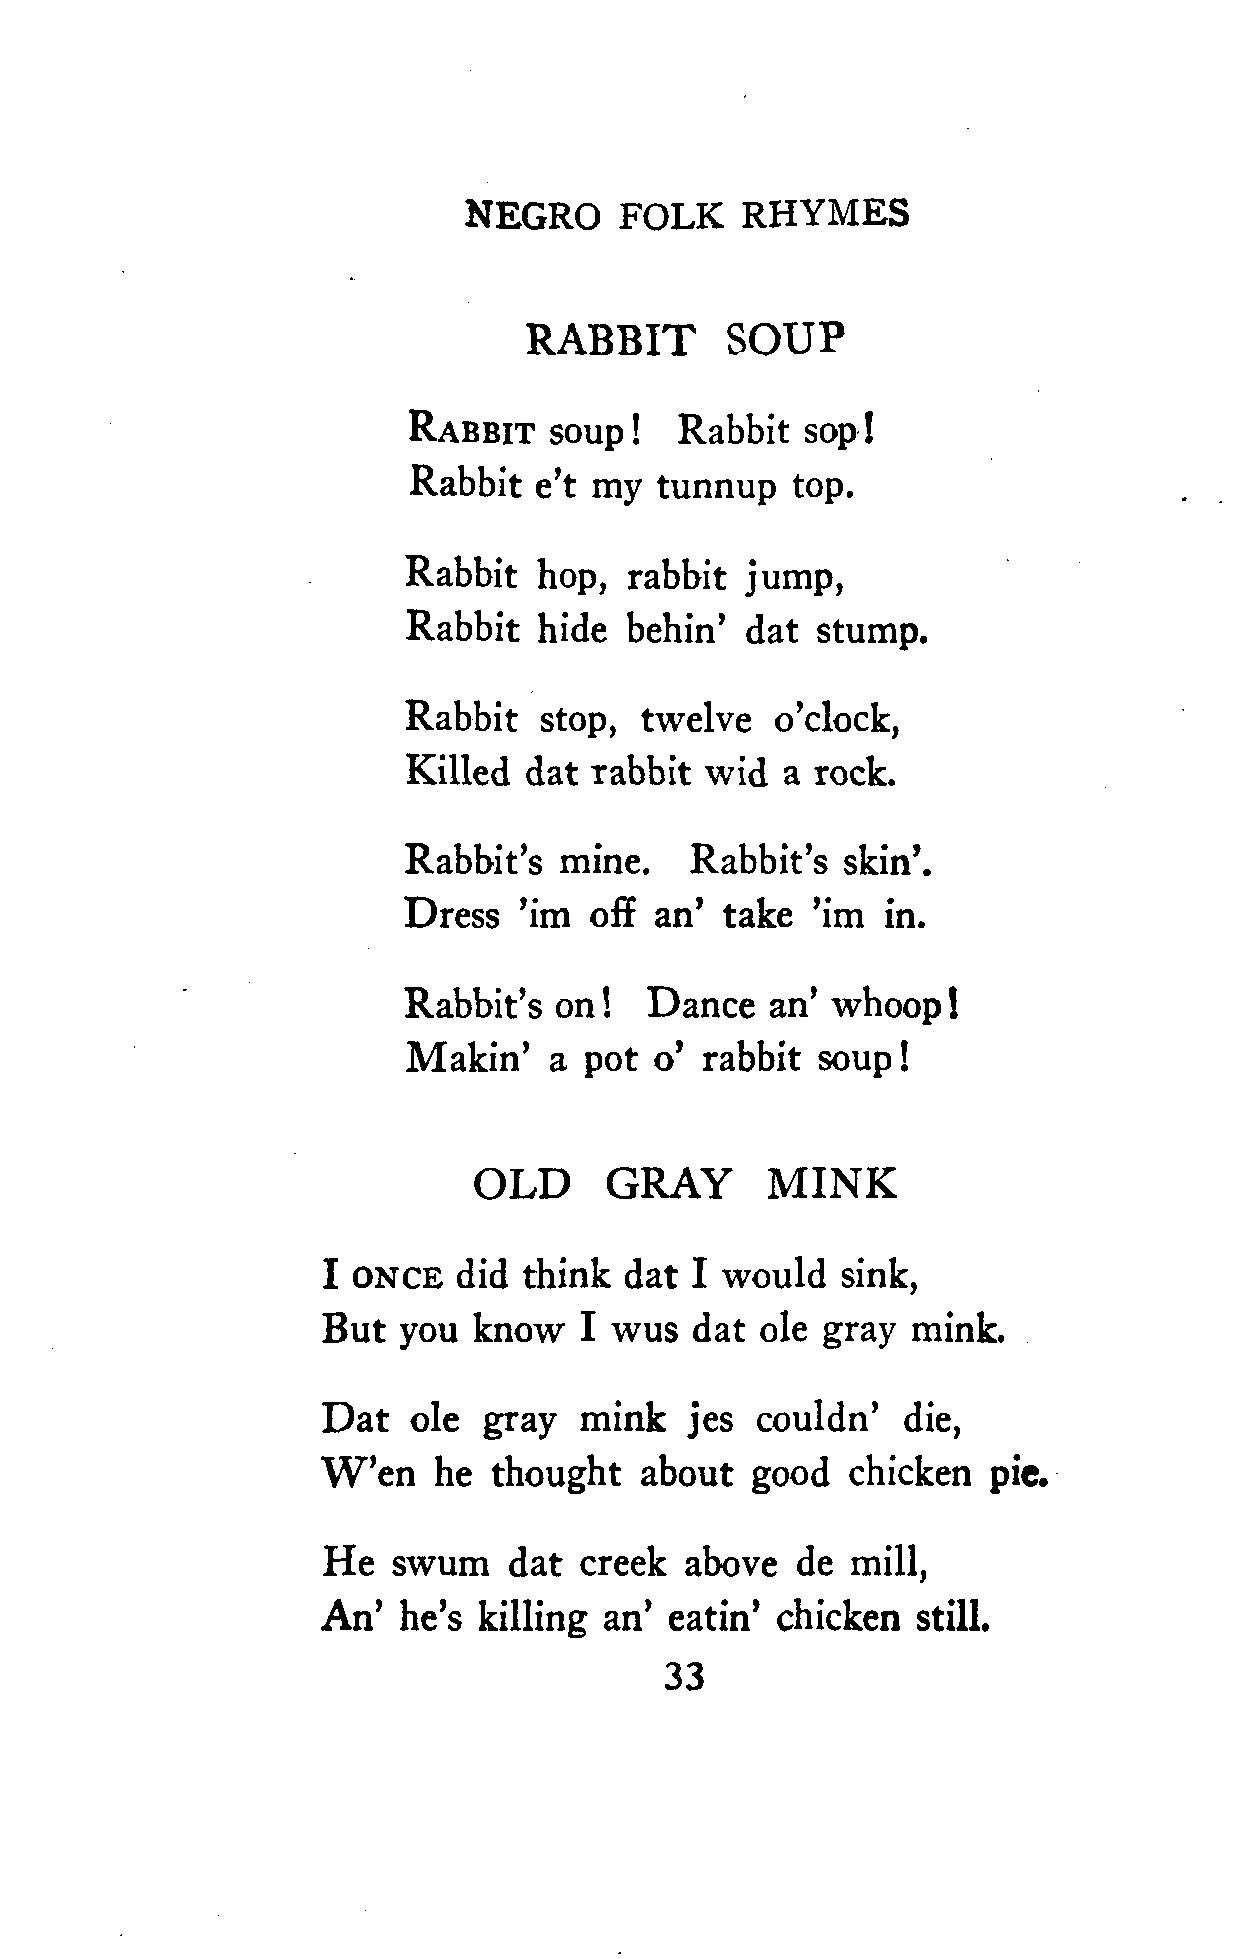 NEGRO FOLK RHYMES
RABBIT SOUP
RABBIT soup! Rabbit sop!
Rabbit e't my tunnup top.
Rabbit hop, rabbit jump,
Rabbit hide behin' dat stump.
Rabbit stop, twelve o'clock,
Killed dat rabbit wid a rock.
Rabbit's mine. Rabbit's skin'.
Dress 'im off an' take 'im in.
Rabbit's on! Dance an' whoop!
Makin' a pot o' rabbit soup!
OLD GRAY MINK
I ONCE did think dat I would sink,
But you know I wus dat ole gray mink.
Dat ole gray mink jes couldn' die,
W'en he thought about good chicken pie.
He swum dat creek above de mill,
An' he's killing an' eatin' chicken still.
33